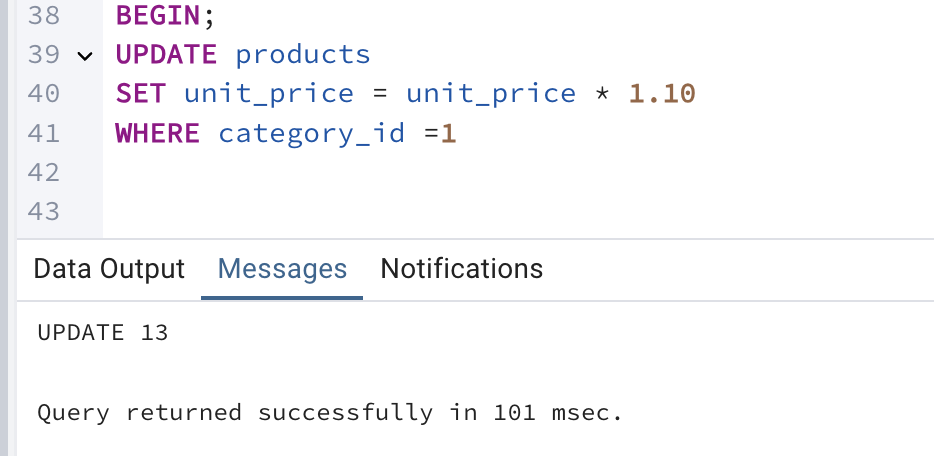 38 BEGIN;
39 UPDATE products
40 SET unit_price = unit_price * 1.10
41 WHERE category_id =1
42
43
Data Output Messages Notifications
UPDATE 13
Query returned successfully in 101 msec.